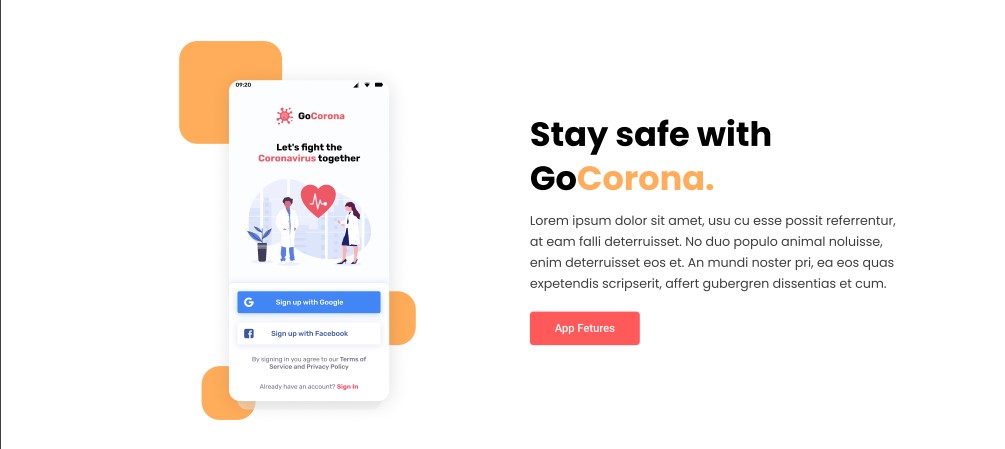 09:20
GoCorona
Let's fight the
Coronavirus together
Sign up with Google
Sign up with Facebook
By signing in you agree to our Terms of
Service and Privacy Policy
Already have an account? Sign In
Stay safe with
GoCorona.
Lorem ipsum dolor sit amet, usu cu esse possit referrentur,
at eam falli deterruisset. No duo populo animal noluisse,
enim deterruisset eos et. An mundi noster pri, ea eos quas
expetendis scripserit, affert gubergren dissentias et cum.
App Fetures